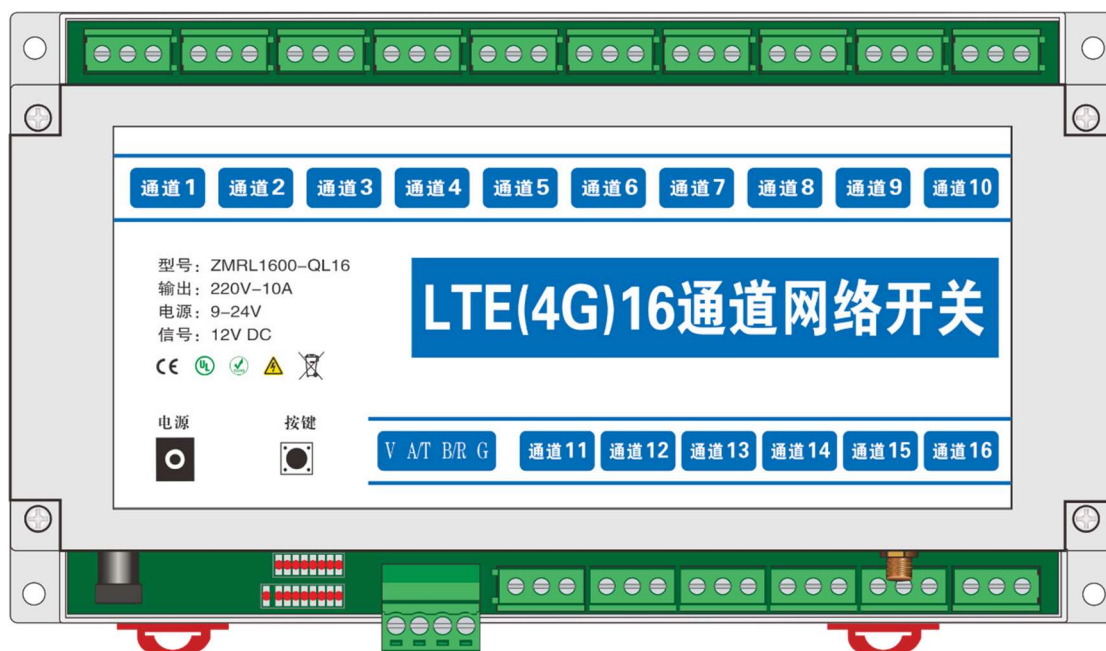 通道1 通道2 通道3 通道4 通道5 通道6 通道7 通道8 通道9 通道10
型号：ZMRL1600-QL16
输出：220V-10A
电源：9-24V
信号：12V DC
LTE(4G)16通道网络开关
CE UL
电源 按键
V A/T B/R G 通道11 通道12 通道13 通道14 通道15 通道16